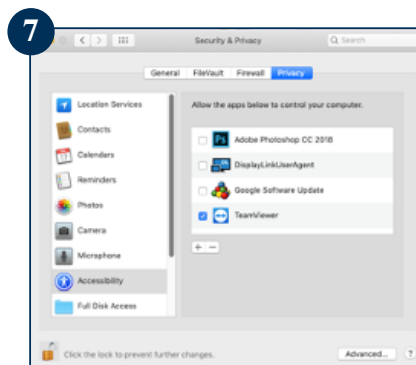 7
Security & Privacy
Search
General FileVault Firewall Privacy
Location Services
Contacts
Calendars
Reminders
Photos
Camera
Microphone
Accessibility
Full Disk Access
Allow the apps below to control your computer.
Adobe Photoshop CC 2018
DisplayLinkUserAgent
Google Software Update
TeamViewer
+ −
Click the lock to prevent further changes.
Advanced... ?